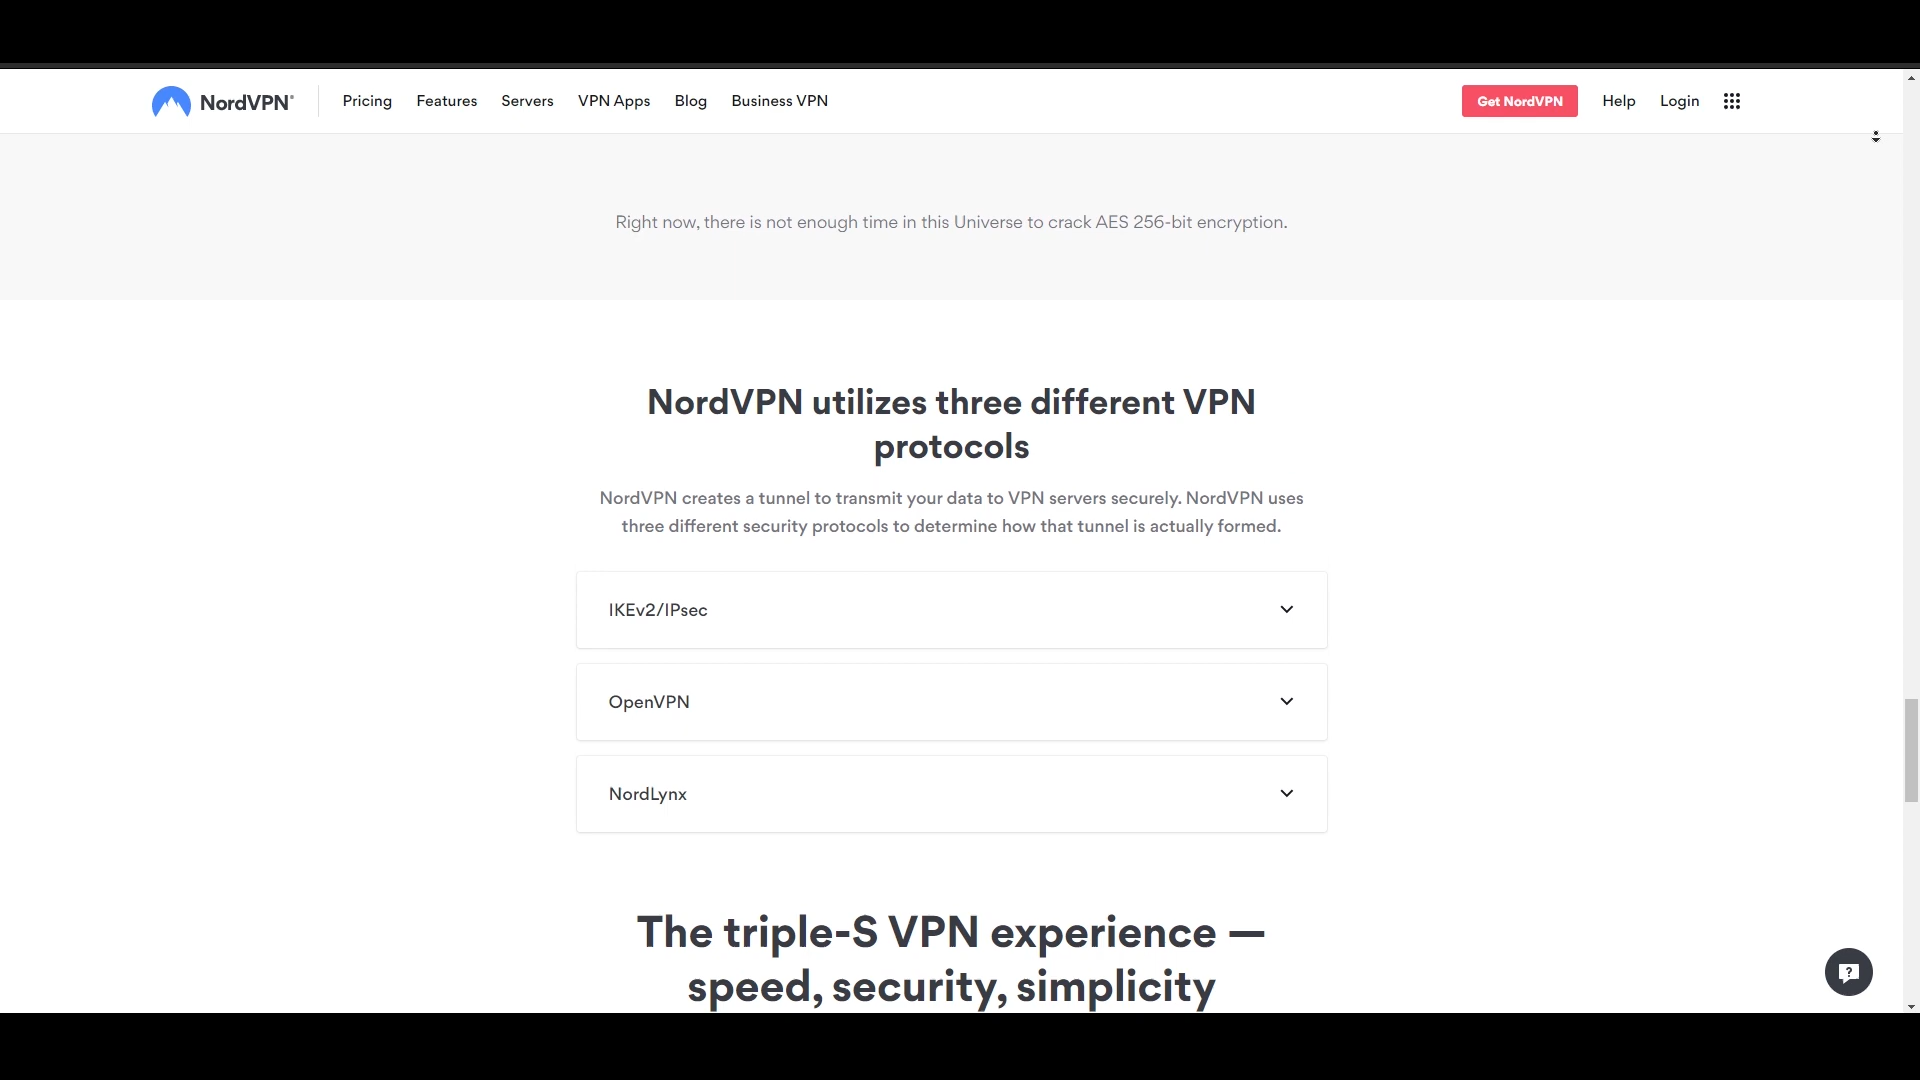 NordVPN® Pricing Features Servers VPN Apps Blog Business VPN Get NordVPN Help Login
Right now, there is not enough time in this Universe to crack AES 256-bit encryption.
NordVPN utilizes three different VPN
protocols
NordVPN creates a tunnel to transmit your data to VPN servers securely. NordVPN uses
three different security protocols to determine how that tunnel is actually formed.
IKEv2/IPsec
OpenVPN
NordLynx
The triple-S VPN experience —
speed, security, simplicity